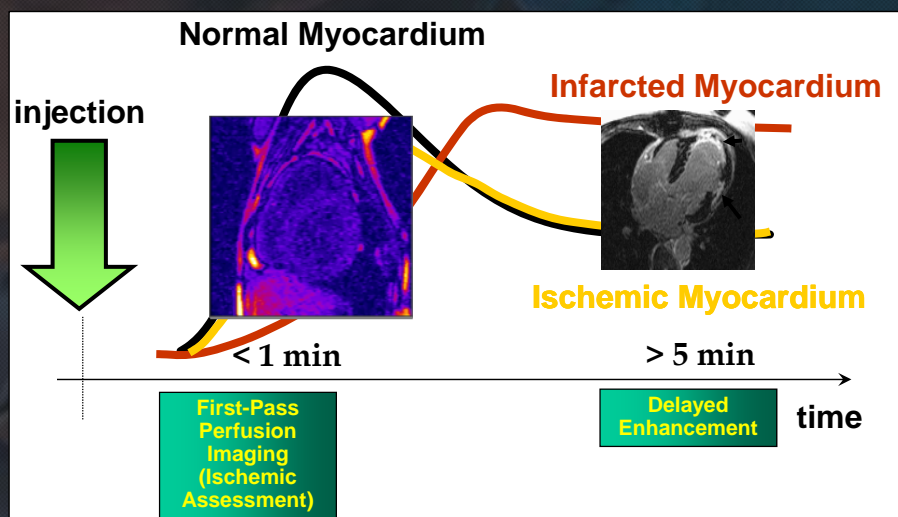 Normal Myocardium
injection
Infarcted Myocardium
Ischemic Myocardium
< 1 min
> 5 min
First-Pass
Perfusion
Imaging
(Ischemic
Assessment)
Delayed
Enhancement
time